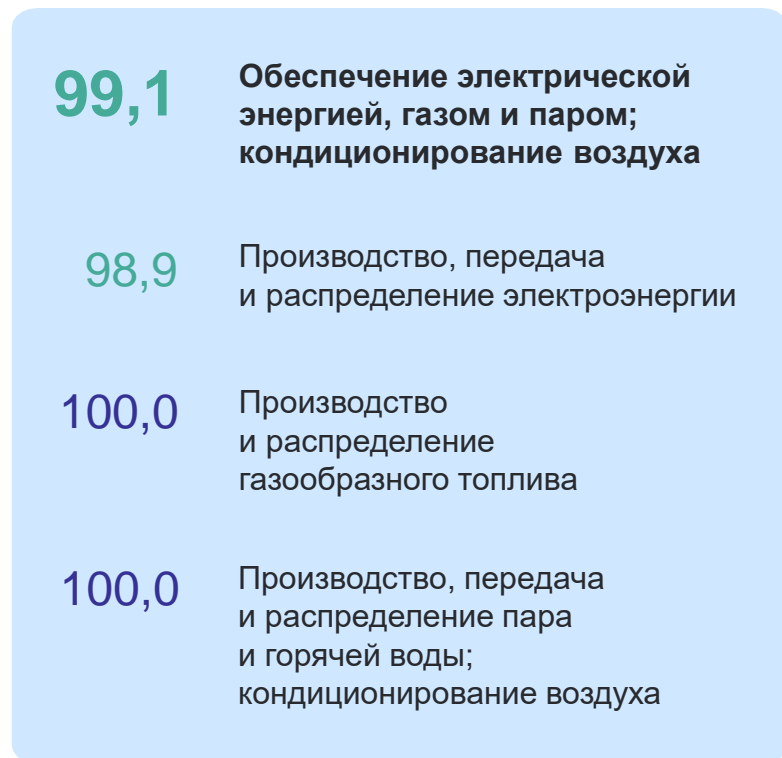 99,1
Обеспечение электрической
энергией, газом и паром;
кондиционирование воздуха
98,9
Производство, передача
и распределение электроэнергии
100,0
Производство
и распределение
газообразного топлива
100,0
Производство, передача
и распределение пара
и горячей воды;
кондиционирование воздуха